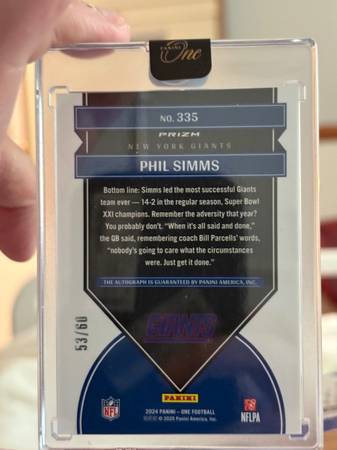 PANINI
One
NO. 335
PRIZM
NEW YORK GIANTS
PHIL SIMMS
Bottom line: Simms led the most successful Giants
team ever — 14-2 in the regular season, Super Bowl
XXI champions. Remember the adversity that year?
You probably don't. "When it's all said and done,"
the QB said, remembering coach Bill Parcells' words,
"nobody's going to care what the circumstances
were. Just get it done."
THE AUTOGRAPH IS GUARANTEED BY PANINI AMERICA, INC.
53/60
GIANTS
PANINI
NFL
NFLPA
2024 PANINI – ONE FOOTBALL
© 2025 Panini America, Inc.